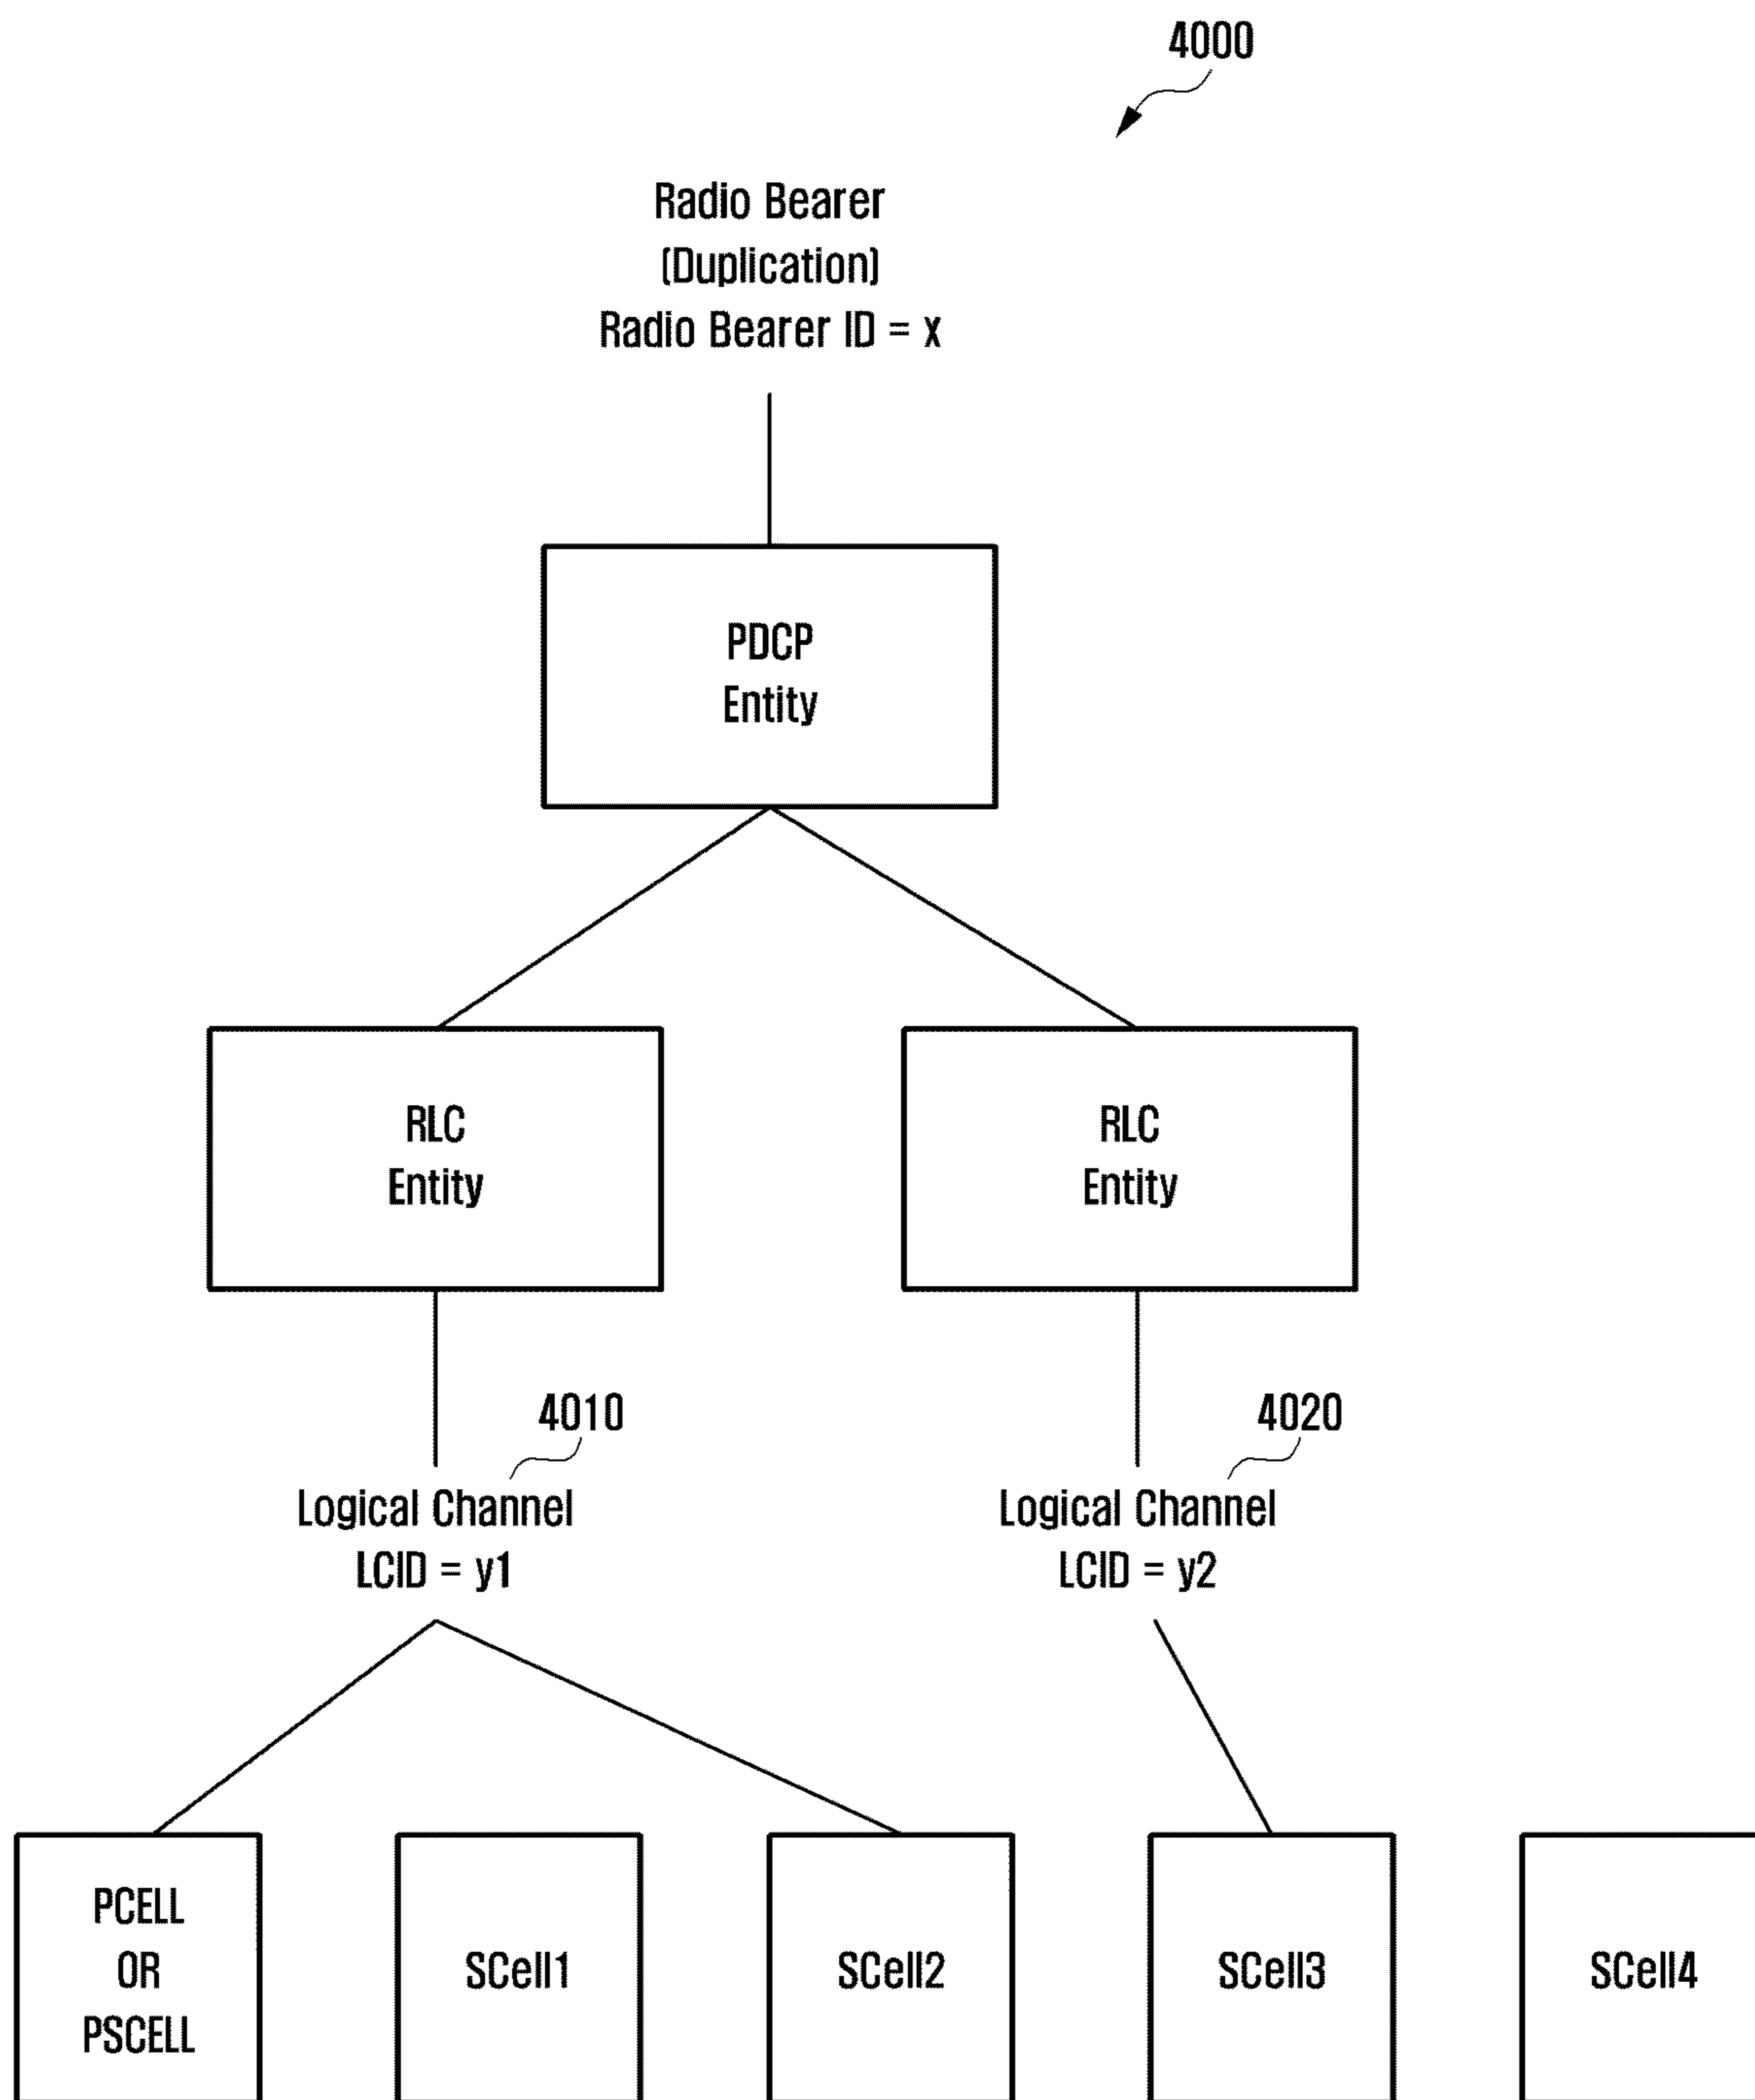 4000
Radio Bearer
(Duplication)
Radio Bearer ID = x
PDCP
Entity
RLC
Entity
RLC
Entity
4010
4020
Logical Channel
LCID = y1
Logical Channel
LCID = y2
PCELL
OR
PSCELL
SCell1
SCell2
SCell3
SCell4